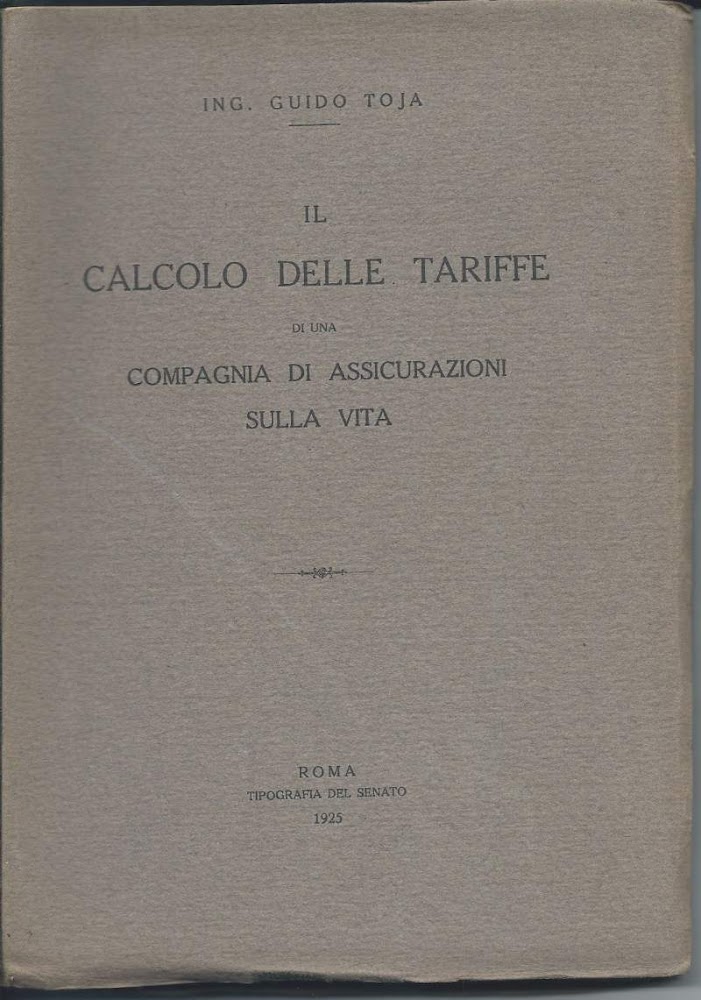 ING. GUIDO TOJA
IL
CALCOLO DELLE TARIFFE
DI UNA
COMPAGNIA DI ASSICURAZIONI
SULLA VITA
ROMA
TIPOGRAFIA DEL SENATO
1925